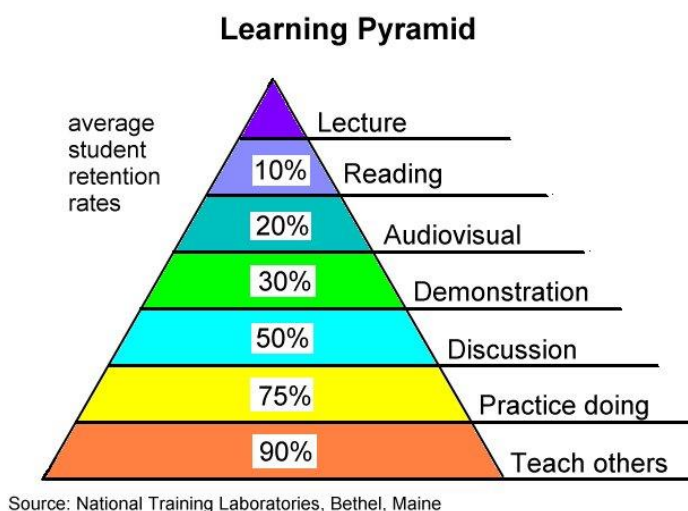 Learning Pyramid
average
student
retention
rates
Lecture
10% Reading
20% Audiovisual
30% Demonstration
50% Discussion
75% Practice doing
90% Teach others
Source: National Training Laboratories, Bethel, Maine